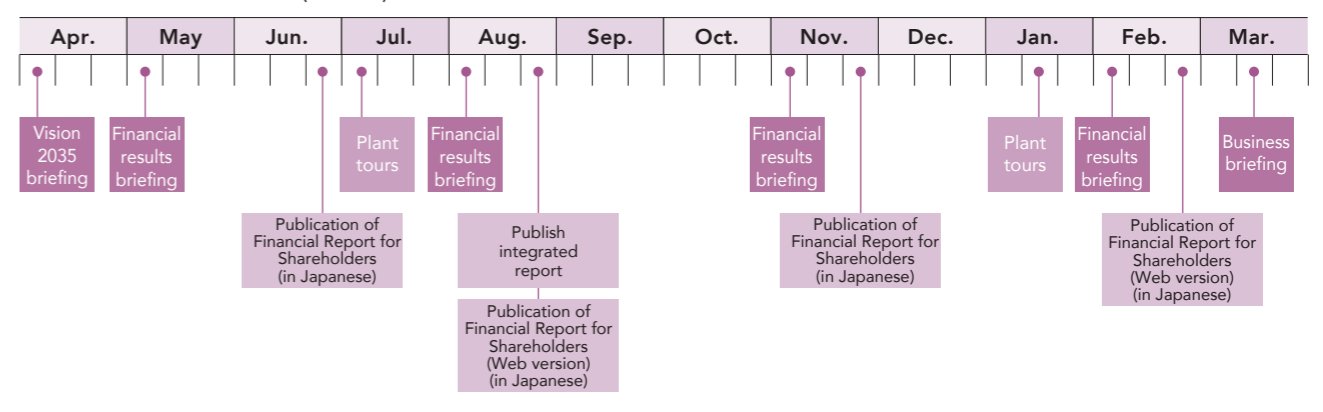 Apr. May Jun. Jul. Aug. Sep. Oct. Nov. Dec. Jan. Feb. Mar.
Vision
2035
briefing
Financial
results
briefing
Plant
tours
Financial
results
briefing
Financial
results
briefing
Plant
tours
Financial
results
briefing
Business
briefing
Publication of
Financial Report for
Shareholders
(in Japanese)
Publish
integrated
report
Publication of
Financial Report for
Shareholders
(in Japanese)
Publication of
Financial Report for
Shareholders
(Web version)
(in Japanese)
Publication of
Financial Report for
Shareholders
(Web version)
(in Japanese)